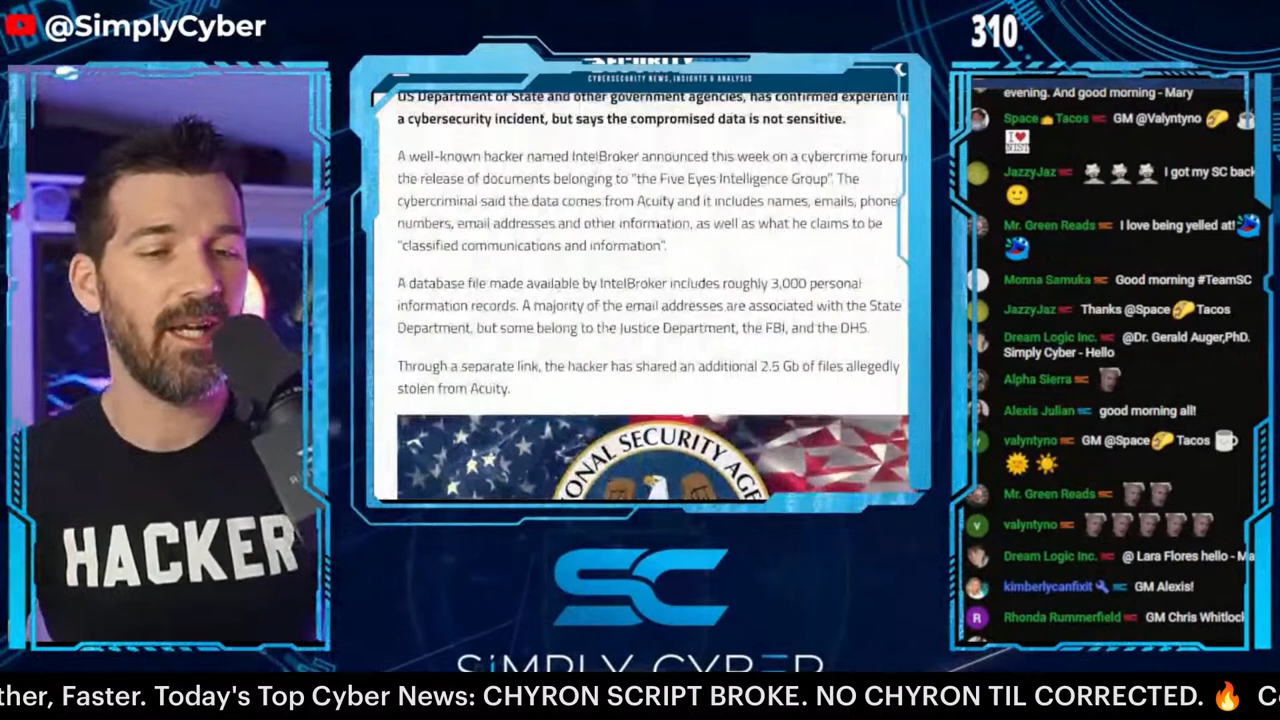 @SimplyCyber
310
CYBERSECURITY NEWS, INSIGHTS & ANALYSIS
US Department of State and other government agencies, has confirmed
a cybersecurity incident, but says the compromised data is not sensitive.
A well-known hacker named IntelBroker announced this week on a cybercrime forum
the release of documents belonging to "the Five Eyes Intelligence Group". The
cybercriminal said the data comes from Acuity and it includes names, emails, phone
numbers, email addresses and other information, as well as what he claims to be
"classified communications and information".
A database file made available by IntelBroker includes roughly 3,000 personal
information records. A majority of the email addresses are associated with the State
Department, but some belong to the Justice Department, the FBI, and the DHS.
Through a separate link, the hacker has shared an additional 2.5 Gb of files allegedly
stolen from Acuity.
ONAL SECURITY AGE
HACKER
SC
SIMPLY CYBER
evening. And good morning - Mary
Space 🌮 Tacos GM @Valyntyno 🌮 ☕
I ❤ NIST
JazzyJaz I got my SC back
🙂
Mr. Green Reads I love being yelled at!
Monna Samuka Good morning #TeamSC
JazzyJaz Thanks @Space 🌮 Tacos
Dream Logic Inc. @Dr. Gerald Auger,PhD.
Simply Cyber - Hello
Alpha Sierra
Alexis Julian good morning all!
valyntyno GM @Space 🌮 Tacos ☕
🌞 ☀
Mr. Green Reads
valyntyno
Dream Logic Inc. @ Lara Flores hello - Ma
kimberlycanfixit 🔧 GM Alexis!
Rhonda Rummerfield GM Chris Whitlock
ther, Faster. Today's Top Cyber News: CHYRON SCRIPT BROKE. NO CHYRON TIL CORRECTED. 🔥 Co